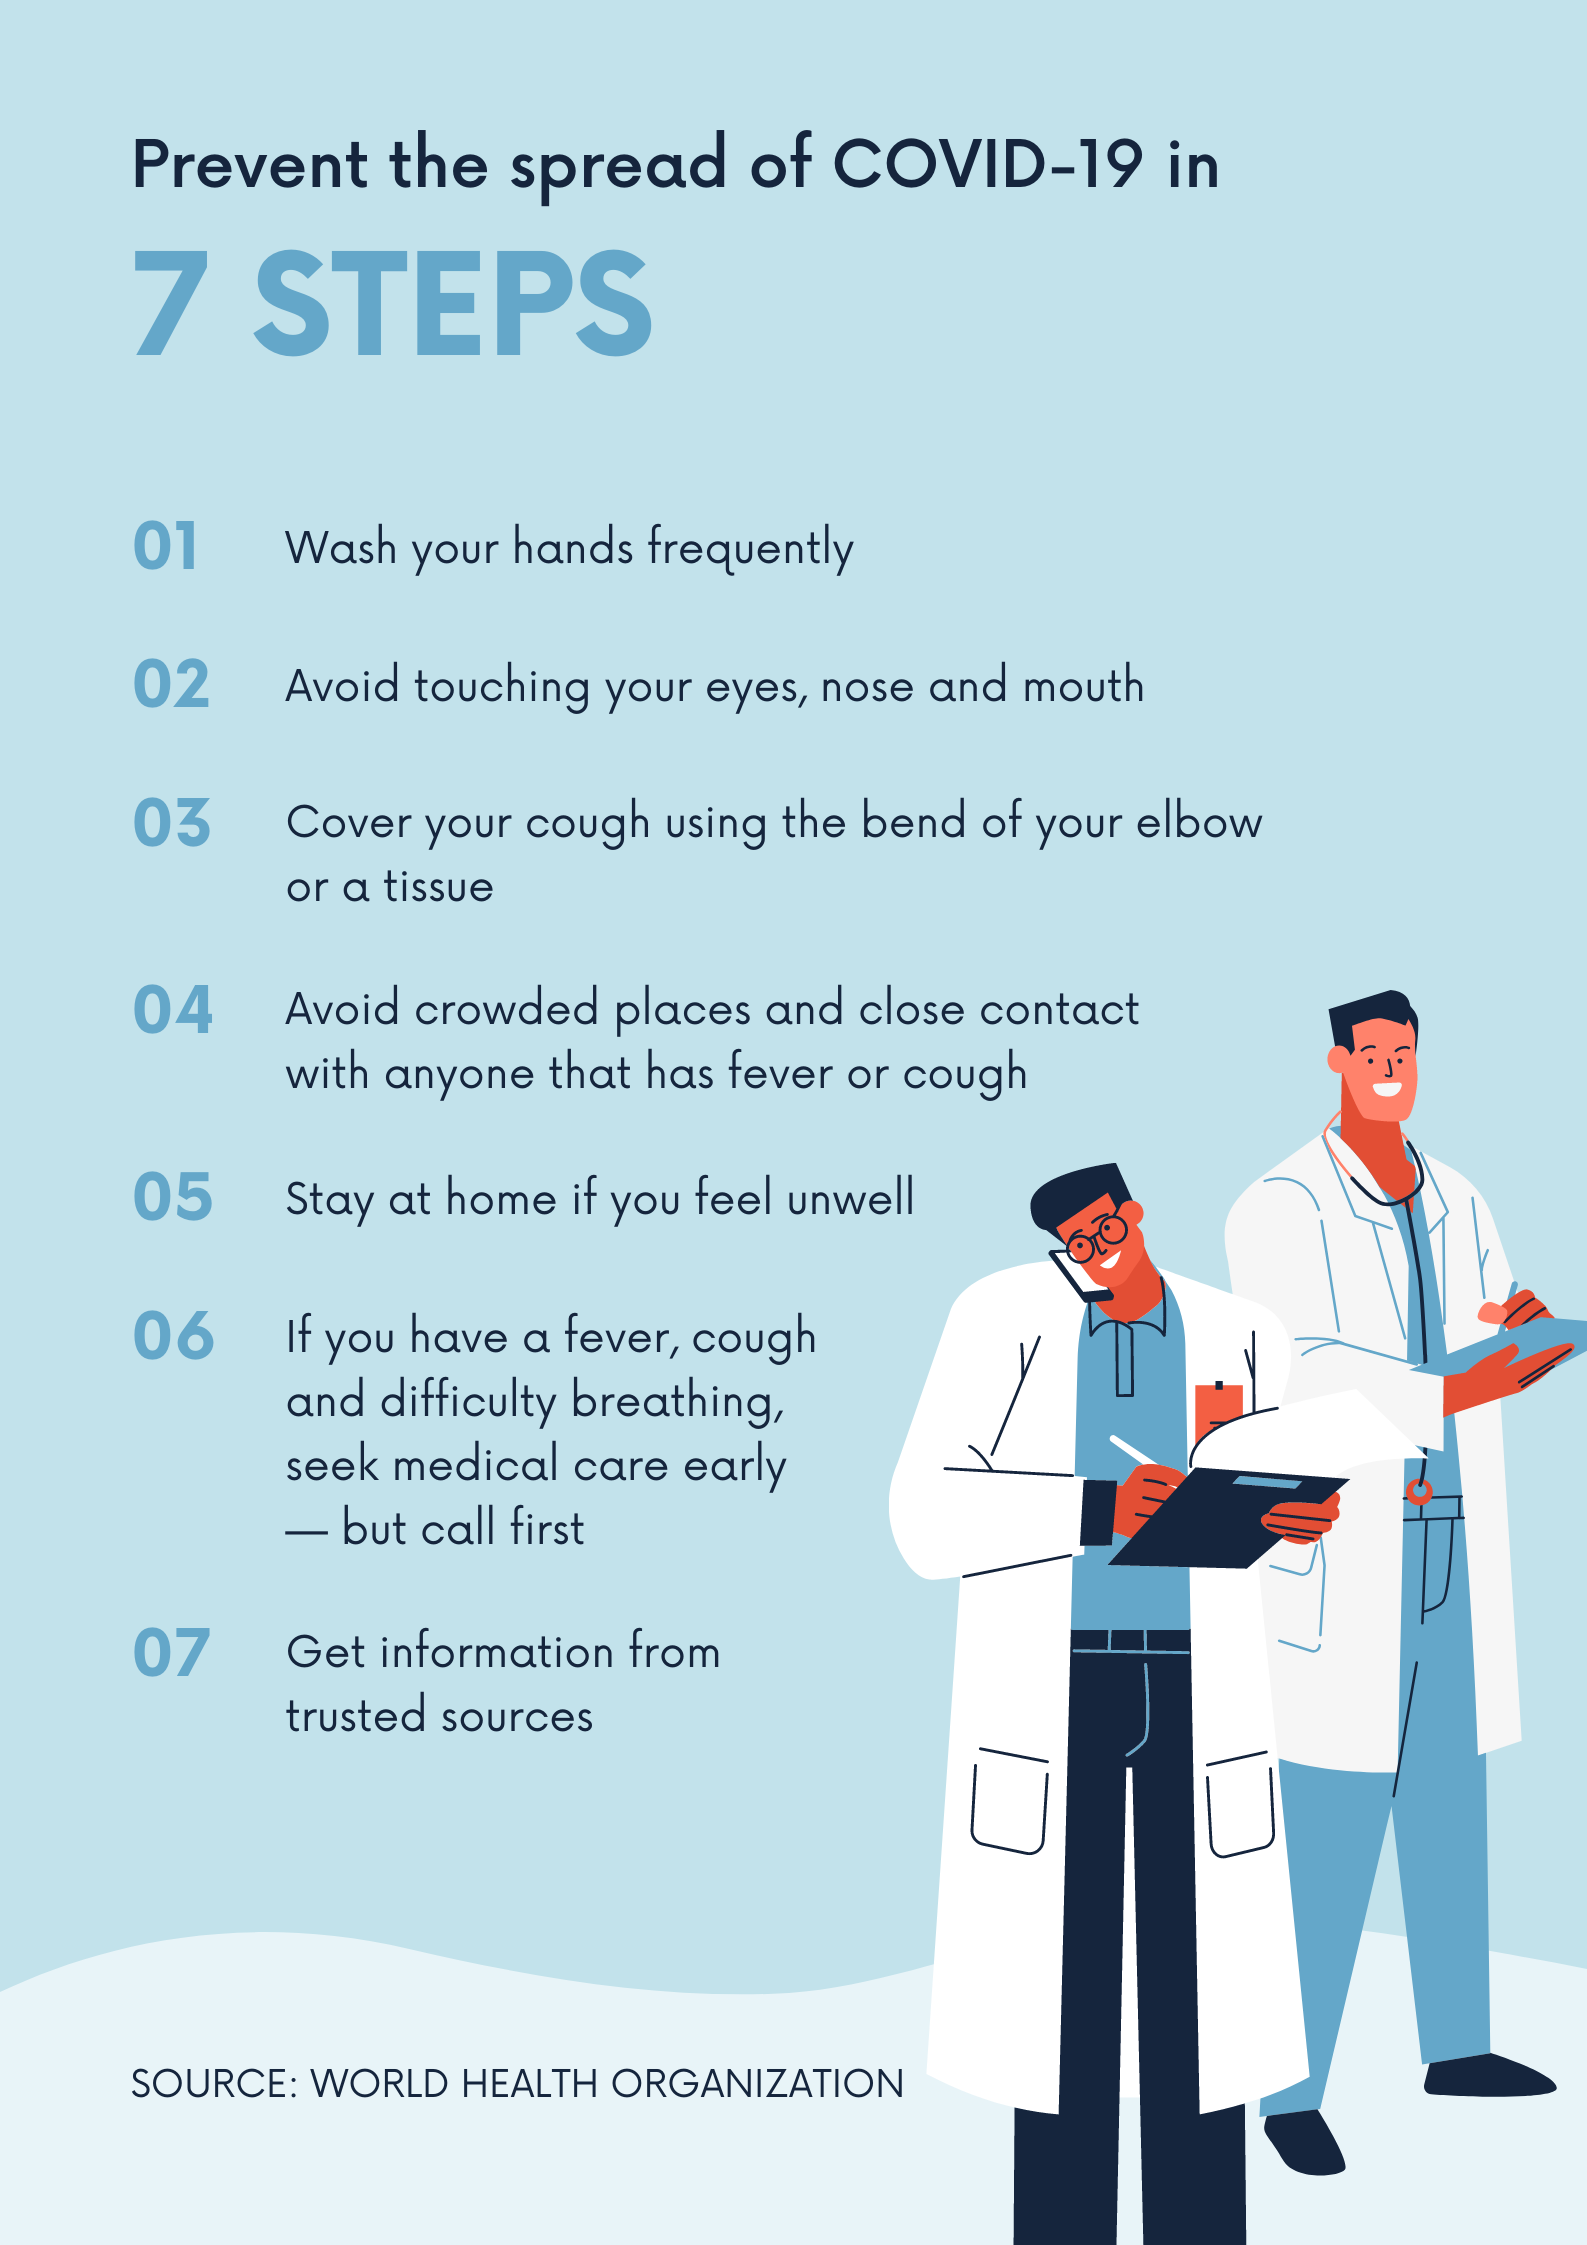 Prevent the spread of COVID-19 in
7 STEPS
01 Wash your hands frequently
02 Avoid touching your eyes, nose and mouth
03 Cover your cough using the bend of your elbow
or a tissue
04 Avoid crowded places and close contact
with anyone that has fever or cough
05 Stay at home if you feel unwell
06 If you have a fever, cough
and difficulty breathing,
seek medical care early
— but call first
07 Get information from
trusted sources
SOURCE: WORLD HEALTH ORGANIZATION